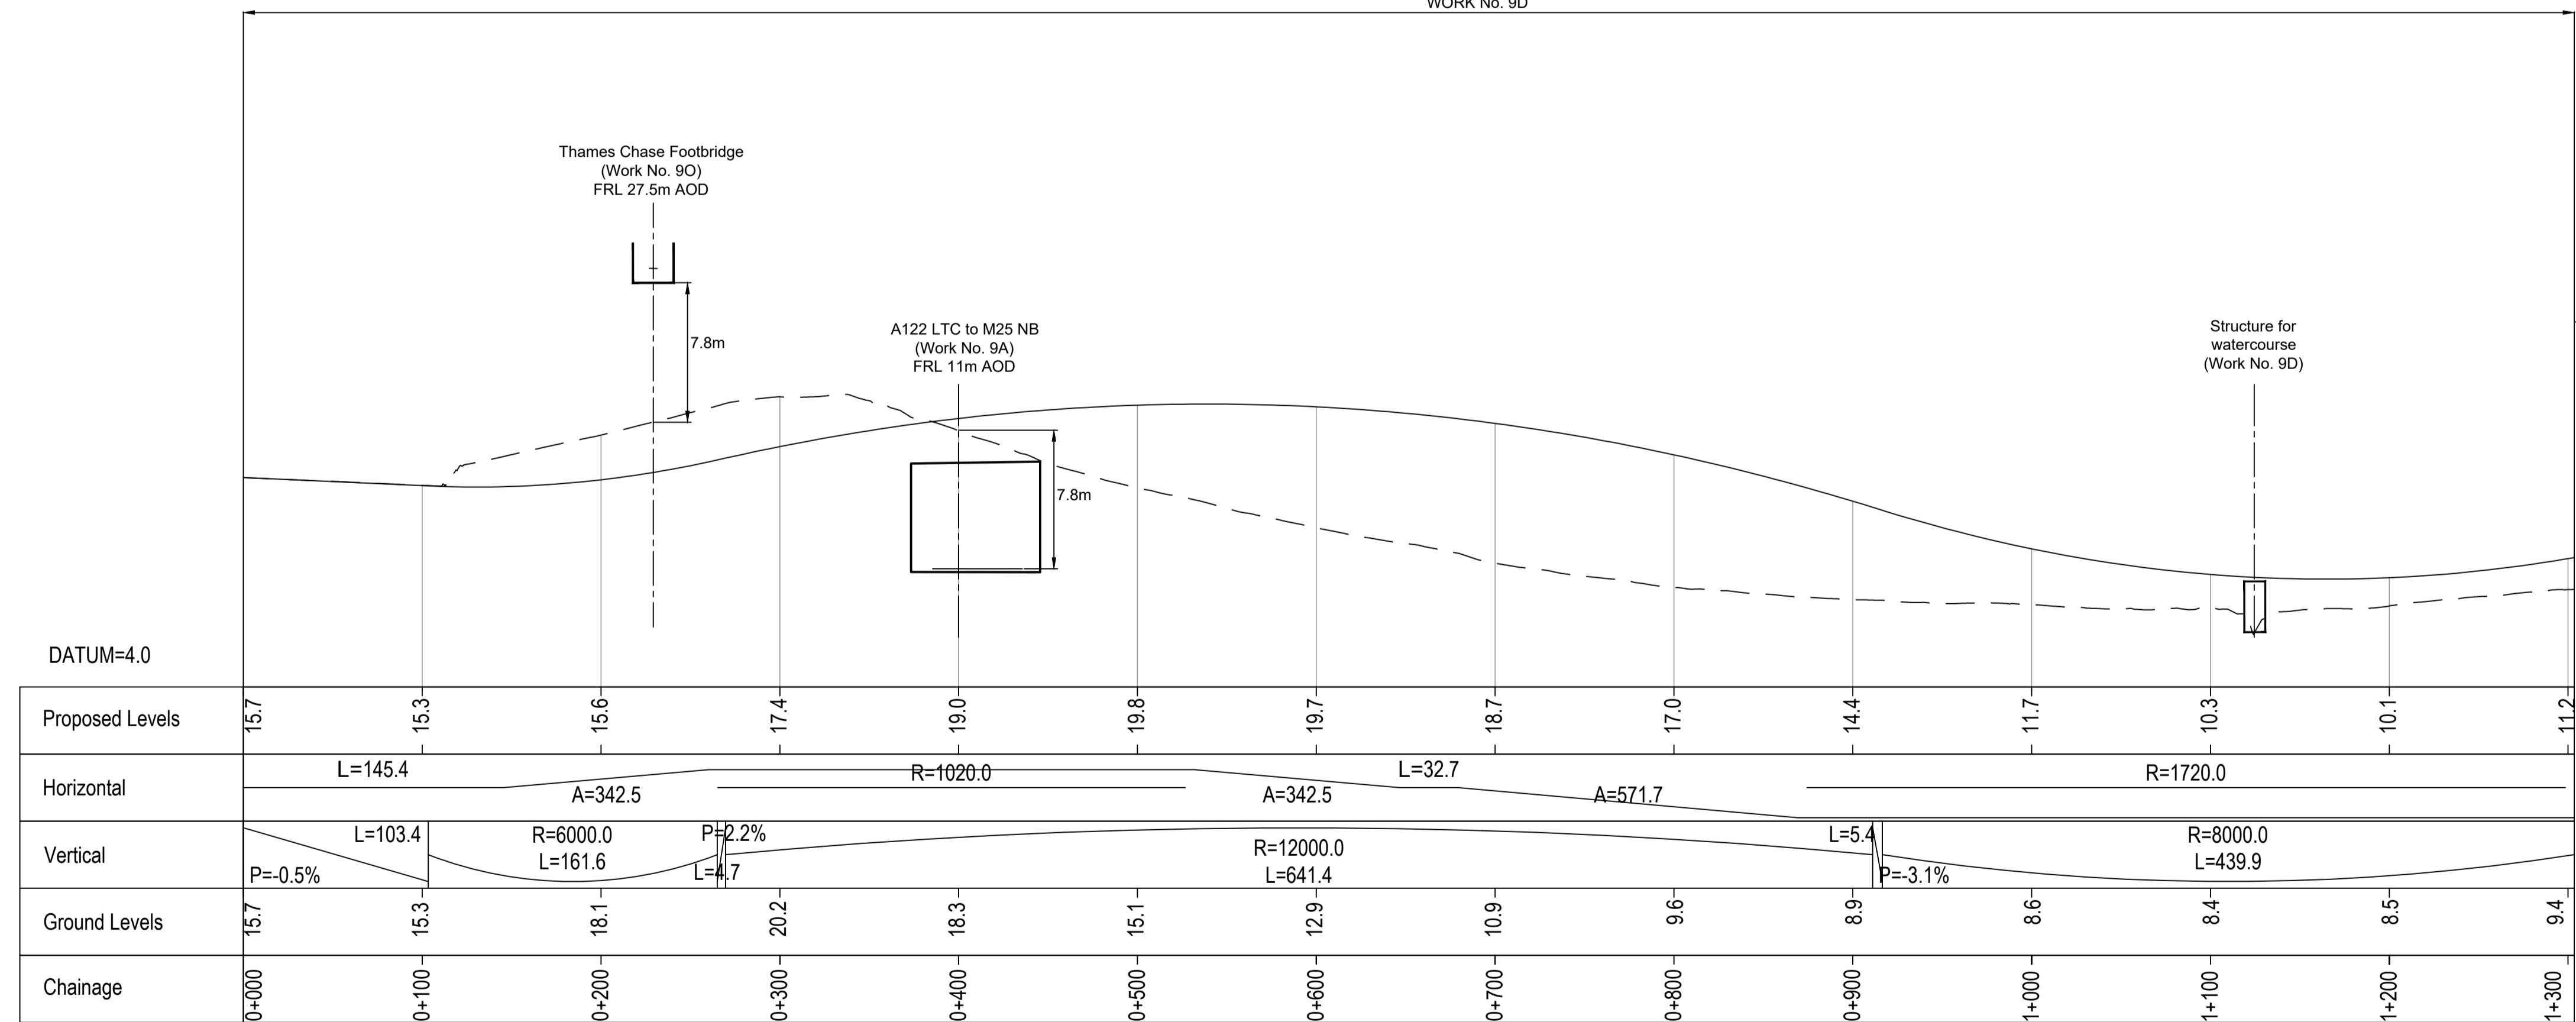 WORK No. 9D
Thames Chase Footbridge
(Work No. 9O)
FRL 27.5m AOD
7.8m
A122 LTC to M25 NB
(Work No. 9A)
FRL 11m AOD
7.8m
Structure for
watercourse
(Work No. 9D)
DATUM=4.0
Proposed Levels 15.7 15.3 15.6 17.4 19.0 19.8 19.7 18.7 17.0 14.4 11.7 10.3 10.1 11.2
Horizontal
L=145.4 A=342.5 R=1020.0 A=342.5 L=32.7 A=571.7 R=1720.0
Vertical
P=-0.5% L=103.4
R=6000.0
L=161.6
P=2.2%
L=4.7
R=12000.0
L=641.4
L=5.4
P=-3.1%
R=8000.0
L=439.9
Ground Levels 15.7 15.3 18.1 20.2 18.3 15.1 12.9 10.9 9.6 8.9 8.6 8.4 8.5 9.4
Chainage 0+000 0+100 0+200 0+300 0+400 0+500 0+600 0+700 0+800 0+900 1+000 1+100 1+200 1+300